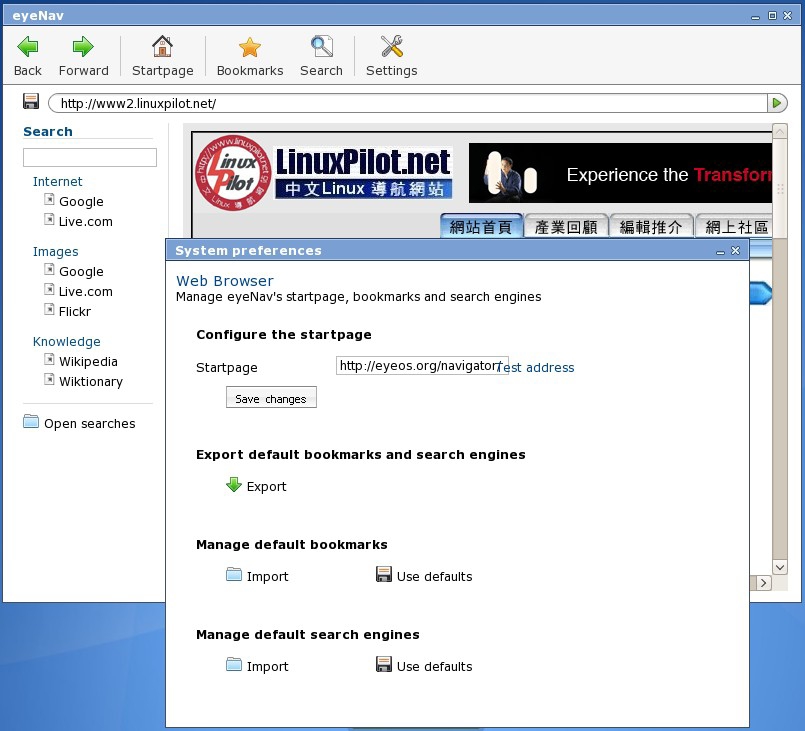 eyeNav
Back Forward Startpage Bookmarks Search Settings
http://www2.linuxpilot.net/
Search
Internet
Google
Live.com
Images
Google
Live.com
Flickr
Knowledge
Wikipedia
Wiktionary
Open searches
http://www.linuxpilot.net
Linux
Pilot
LinuxPilot.net
中文Linux 導航網站
Experience the Transfor
網站首頁 產業回顧 編輯推介 網上社區
System preferences
Web Browser
Manage eyeNav's startpage, bookmarks and search engines
Configure the startpage
Startpage http://eyeos.org/navigator/ Test address
Save changes
Export default bookmarks and search engines
Export
Manage default bookmarks
Import Use defaults
Manage default search engines
Import Use defaults